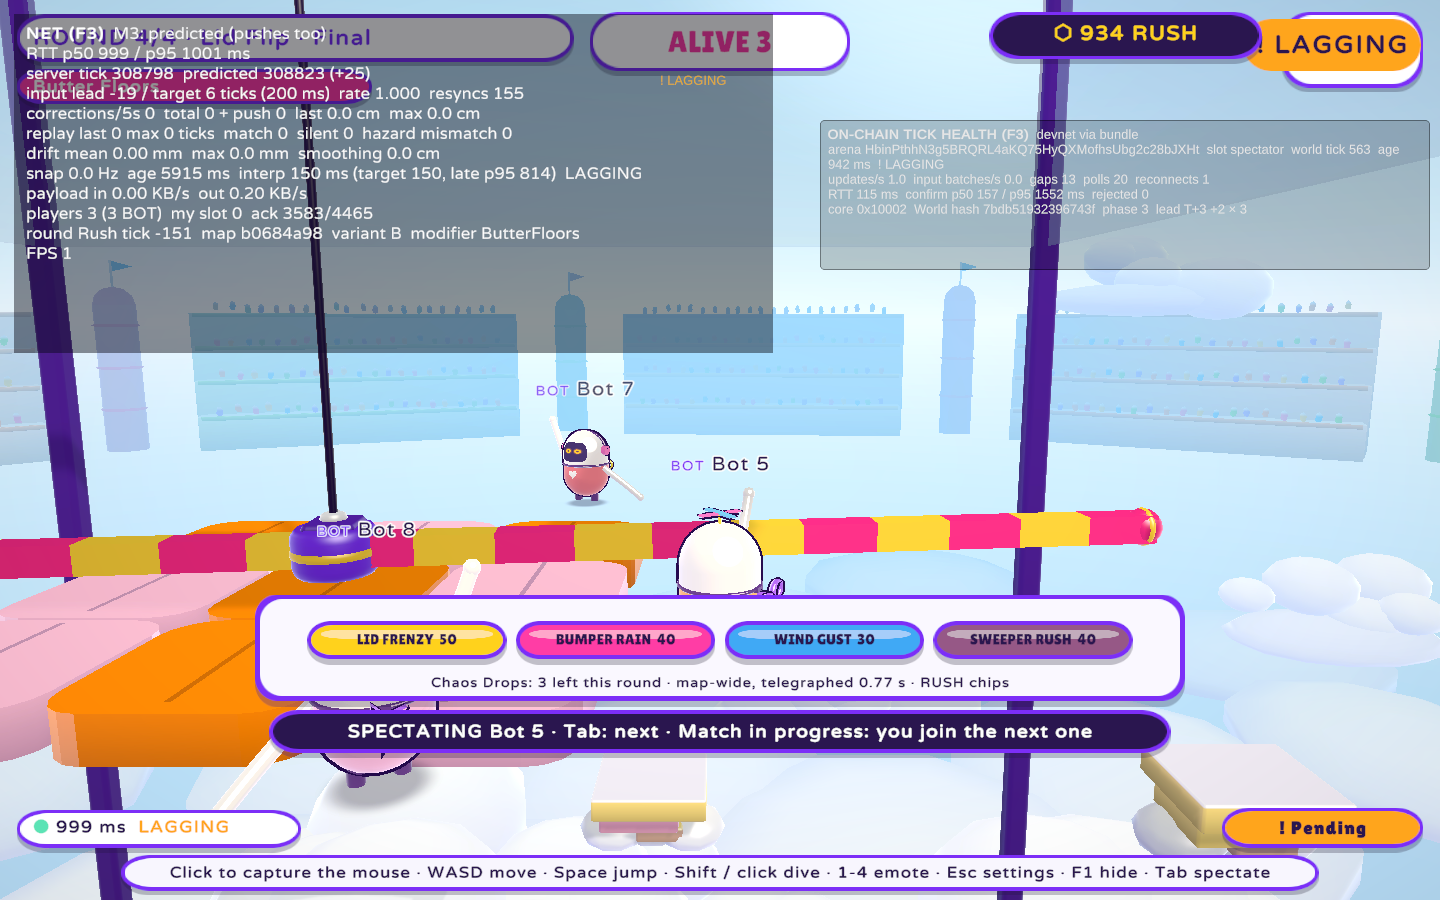 ROUND 4/4 · Lid Flip · Final
NET (F3) M3: predicted (pushes too)
RTT p50 999 / p95 1001 ms
server tick 308798 predicted 308823 (+25)
Butter Floors
input lead -19 / target 6 ticks (200 ms) rate 1.000 resyncs 155
corrections/5s 0 total 0 + push 0 last 0.0 cm max 0.0 cm
replay last 0 max 0 ticks match 0 silent 0 hazard mismatch 0
drift mean 0.00 mm max 0.0 mm smoothing 0.0 cm
snap 0.0 Hz age 5915 ms interp 150 ms (target 150, late p95 814) LAGGING
payload in 0.00 KB/s out 0.20 KB/s
players 3 (3 BOT) my slot 0 ack 3583/4465
round Rush tick -151 map b0684a98 variant B modifier ButterFloors
FPS 1
ALIVE 3
! LAGGING
934 RUSH
! LAGGING
ON-CHAIN TICK HEALTH (F3) devnet via bundle
arena HbinPthhN3g5BRQRL4aKQ75HyQXMofhsUbg2c28bJXHt slot spectator world tick 563 age
942 ms ! LAGGING
updates/s 1.0 input batches/s 0.0 gaps 13 polls 20 reconnects 1
RTT 115 ms confirm p50 157 / p95 1552 ms rejected 0
core 0x10002 World hash 7bdb51932396743f phase 3 lead T+3 +2 × 3
BOT Bot 7
BOT Bot 5
BOT Bot 8
LID FRENZY 50
BUMPER RAIN 40
WIND GUST 30
SWEEPER RUSH 40
Chaos Drops: 3 left this round · map-wide, telegraphed 0.77 s · RUSH chips
SPECTATING Bot 5 · Tab: next · Match in progress: you join the next one
999 ms LAGGING
! Pending
Click to capture the mouse · WASD move · Space jump · Shift / click dive · 1-4 emote · Esc settings · F1 hide · Tab spectate